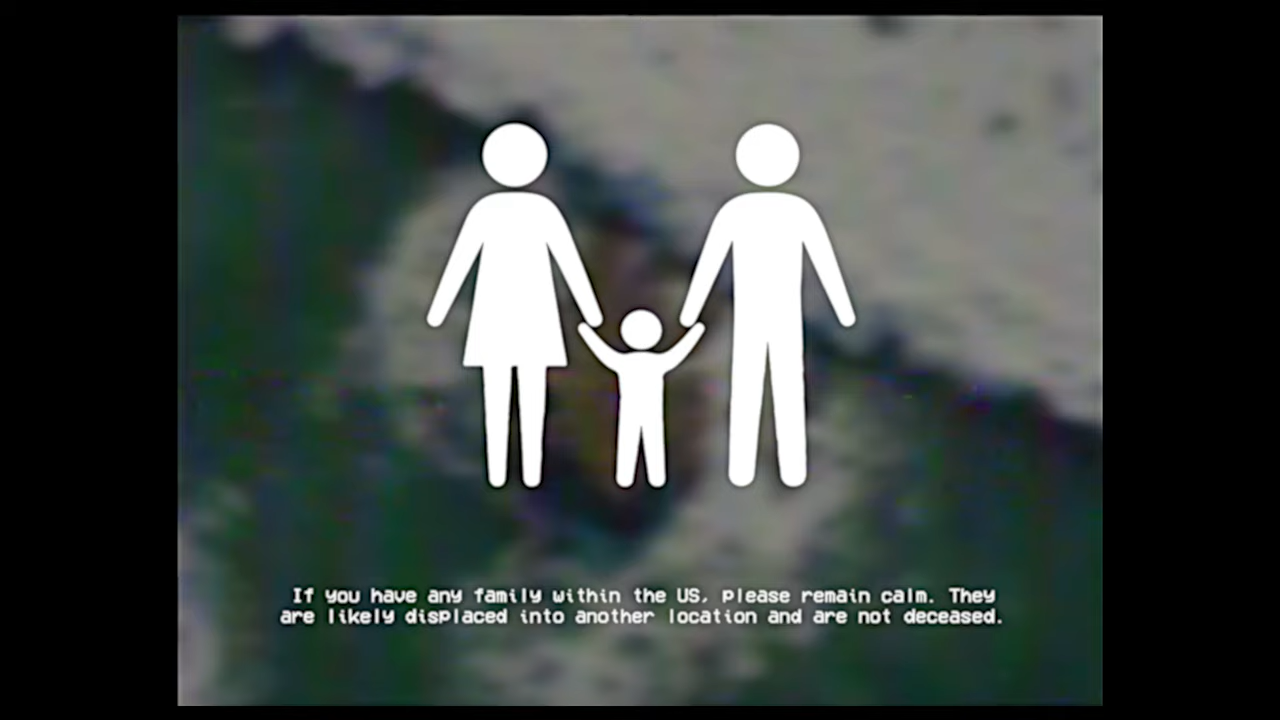 If you have any family within the US, please remain calm. They
are likely displaced into another location and are not deceased.